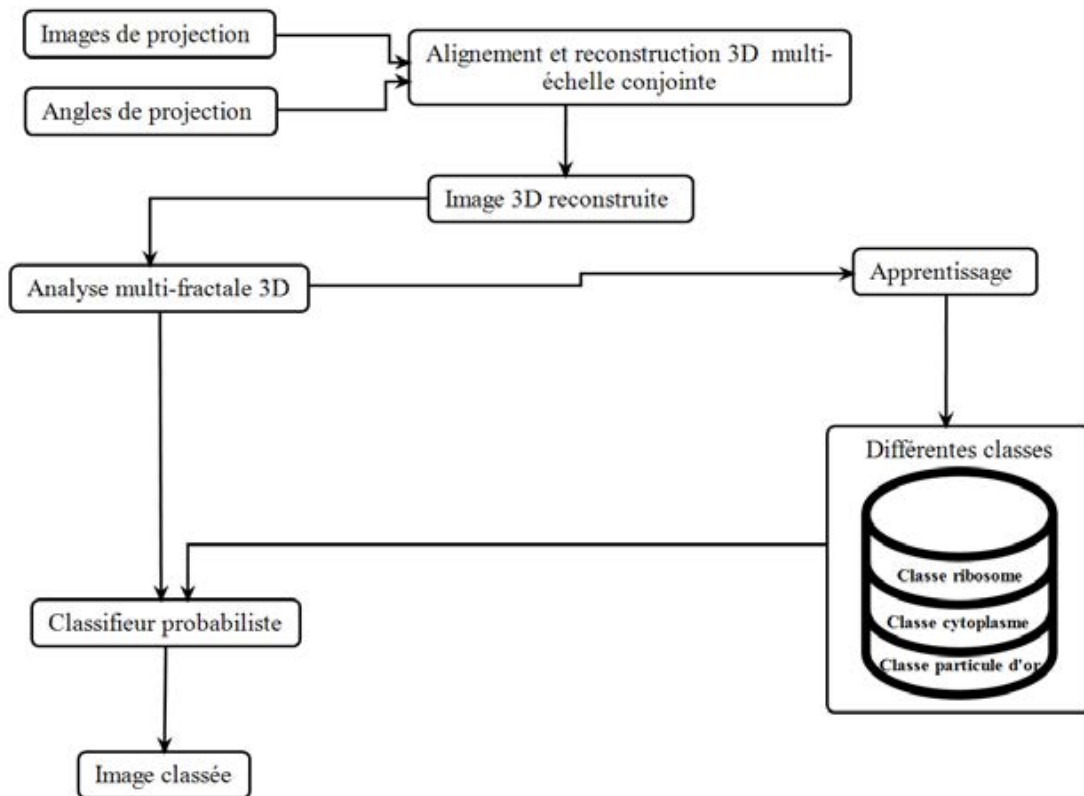 Images de projection
Alignement et reconstruction 3D multi-
échelle conjointe
Angles de projection
Image 3D reconstruite
Analyse multi-fractale 3D
Apprentissage
Différentes classes
Classe ribosome
Classe cytoplasme
Classe particule d'or
Classifieur probabiliste
Image classée